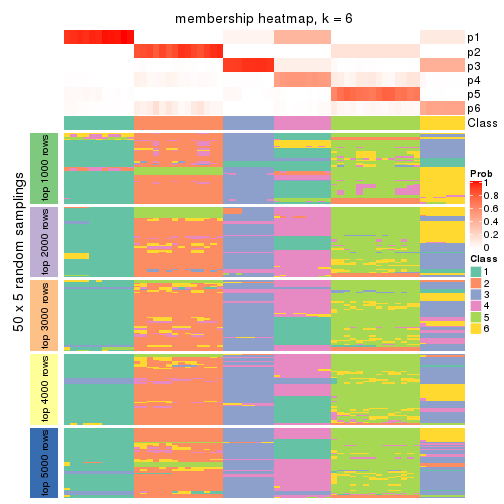 membership heatmap, k = 6
p1
p2
p3
p4
p5
p6
Class
50 x 5 random samplings
top 1000 rows
top 2000 rows
top 3000 rows
top 4000 rows
top 5000 rows
Prob
1
0.8
0.6
0.4
0.2
0
Class
1
2
3
4
5
6